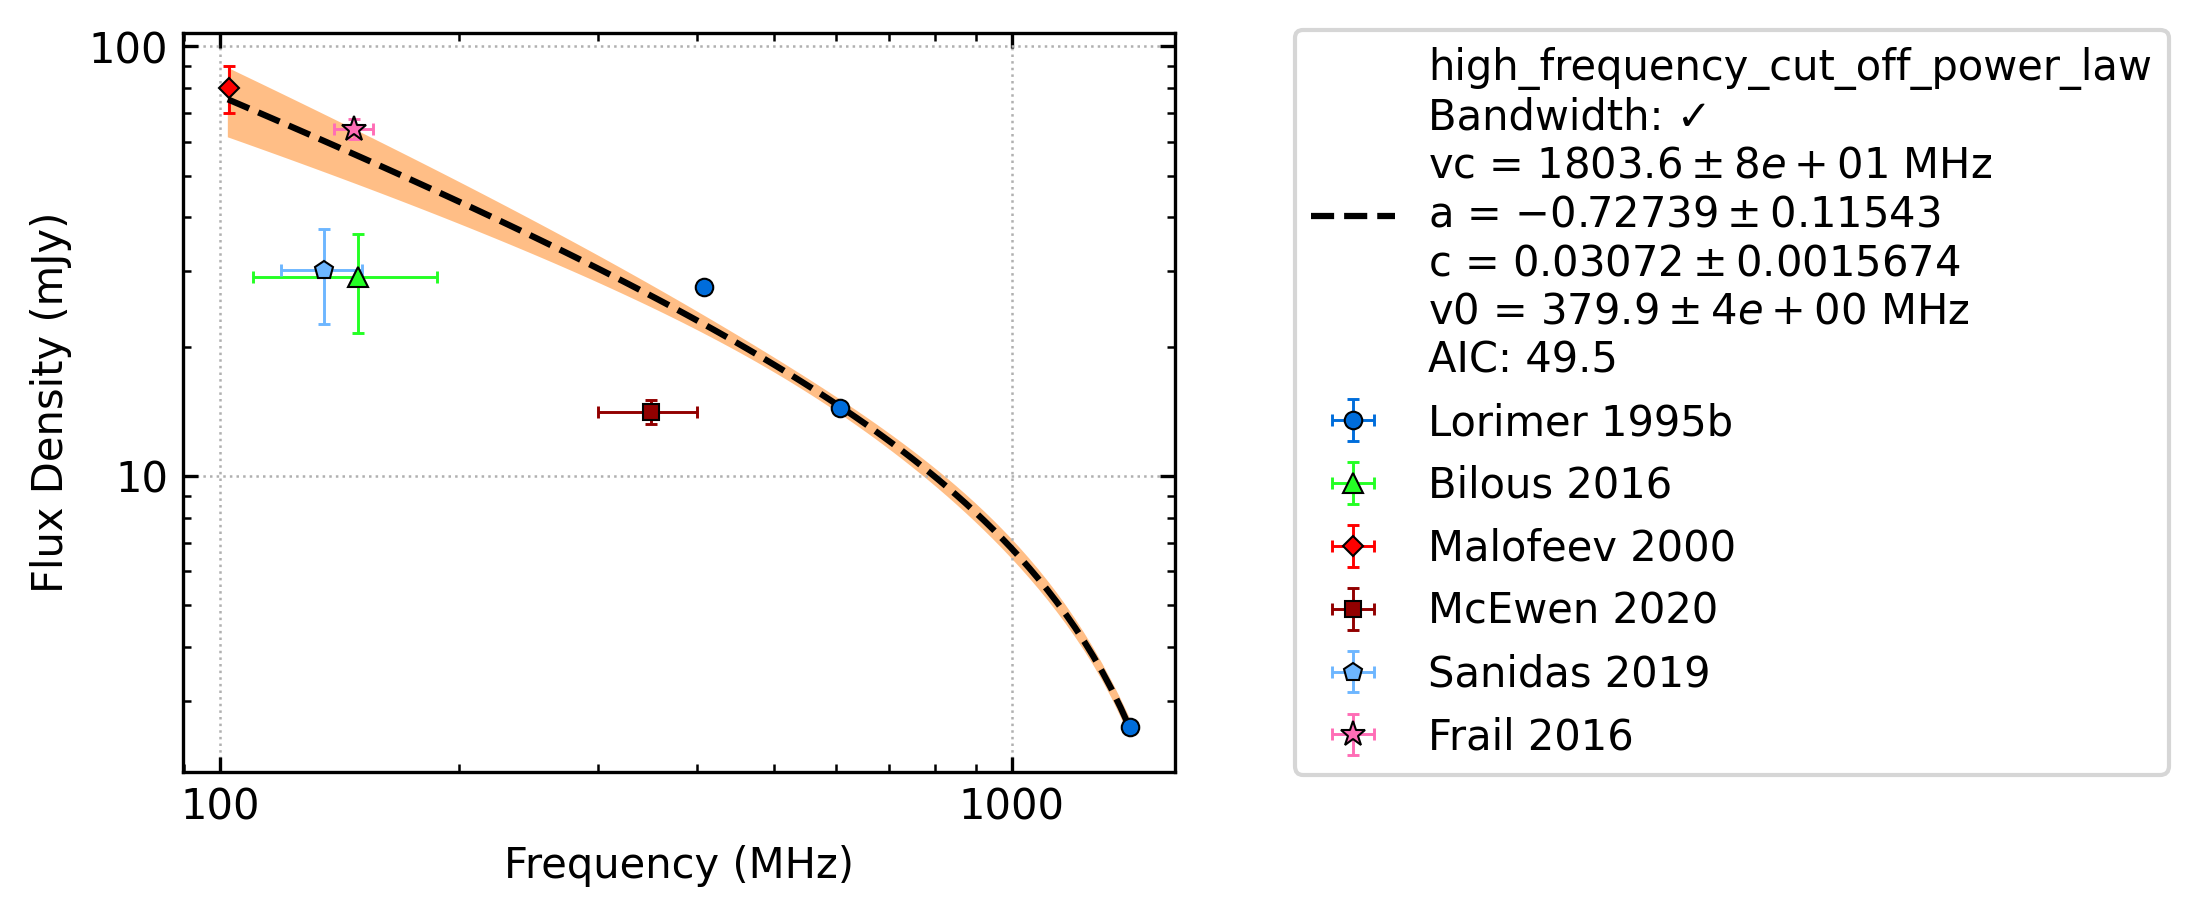 100
10
Flux Density (mJy)
100
1000
Frequency (MHz)
high_frequency_cut_off_power_law
Bandwidth: ✓
vc = 1803.6 ± 8e + 01 MHz
a = −0.72739 ± 0.11543
c = 0.03072 ± 0.0015674
v0 = 379.9 ± 4e + 00 MHz
AIC: 49.5
Lorimer 1995b
Bilous 2016
Malofeev 2000
McEwen 2020
Sanidas 2019
Frail 2016